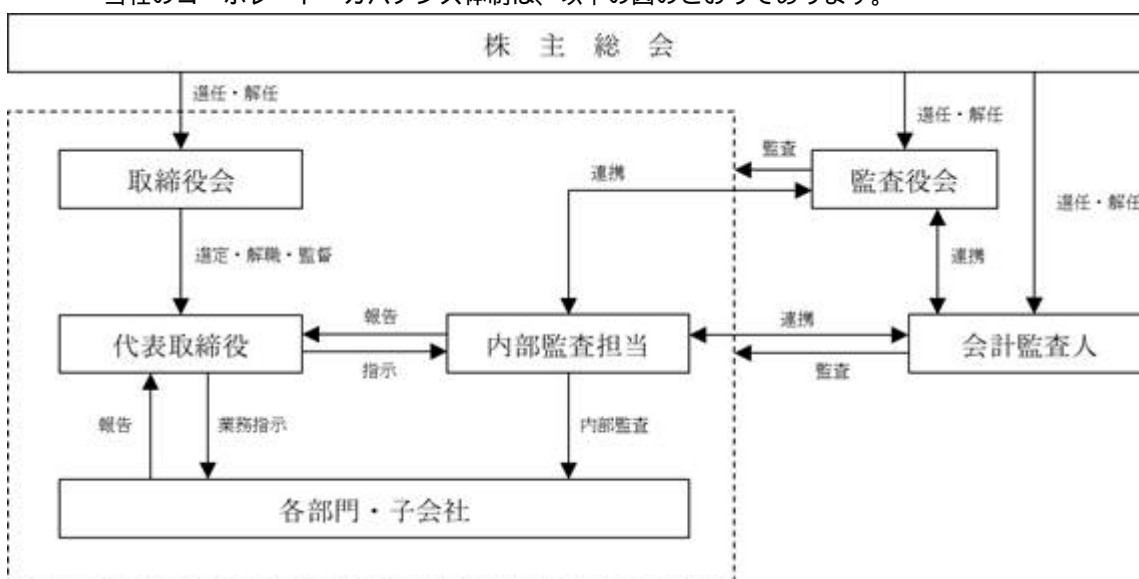 当社のコーポレート・ガバナンス体制は、以下の図のとおりであります。
株 主 総 会
選任・解任
選任・解任
監査
取締役会
連携
監査役会
選任・解任
選定・解職・監督
連携
報告
連携
代表取締役
内部監査担当
会計監査人
指示
監査
報告
業務指示
内部監査
各部門・子会社